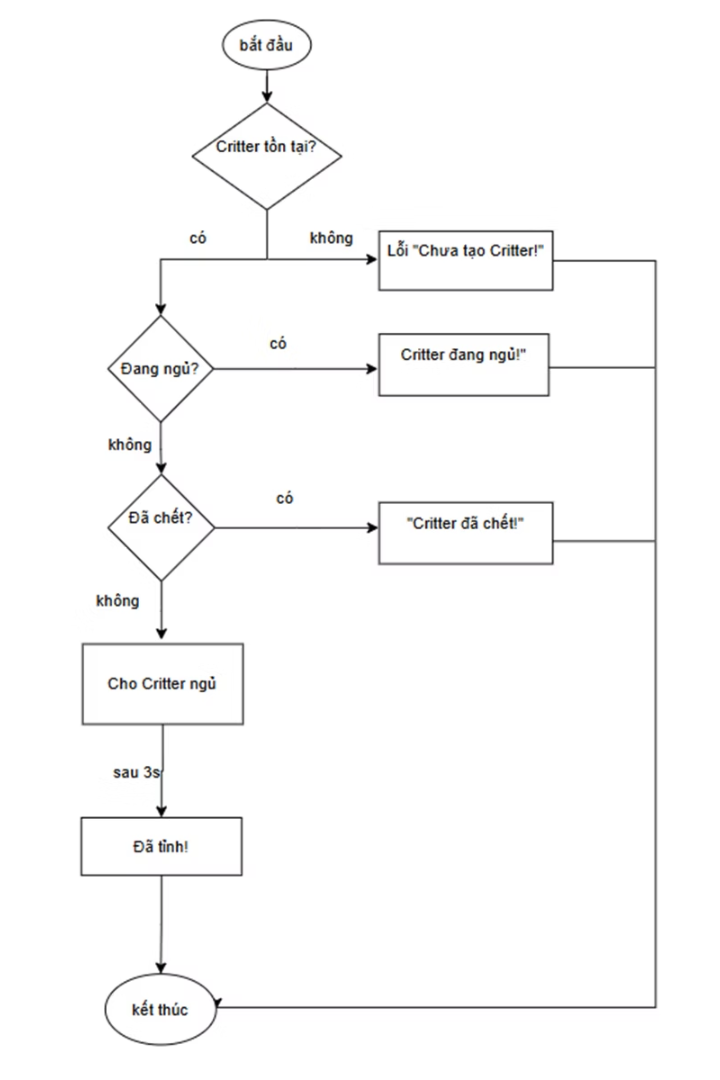 bắt đầu
Critter tồn tại?
có
không
Lỗi "Chưa tạo Critter!"
Đang ngủ?
có
Critter đang ngủ!"
không
Đã chết?
có
"Critter đã chết!"
không
Cho Critter ngủ
sau 3s
Đã tỉnh!
kết thúc